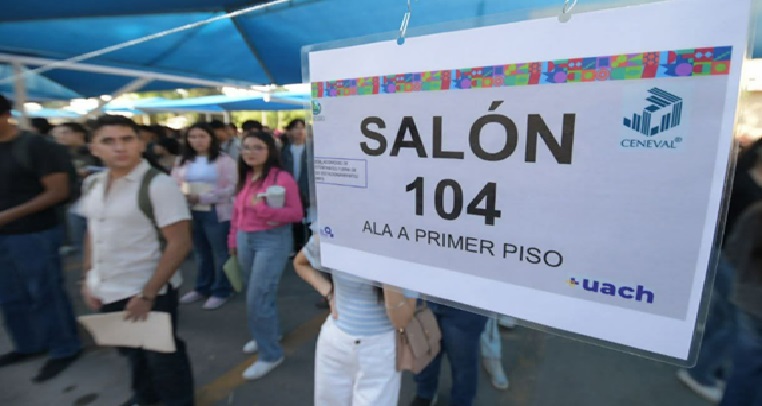 SALÓN
104
ALA A PRIMER PISO
CENEVAL®
uach